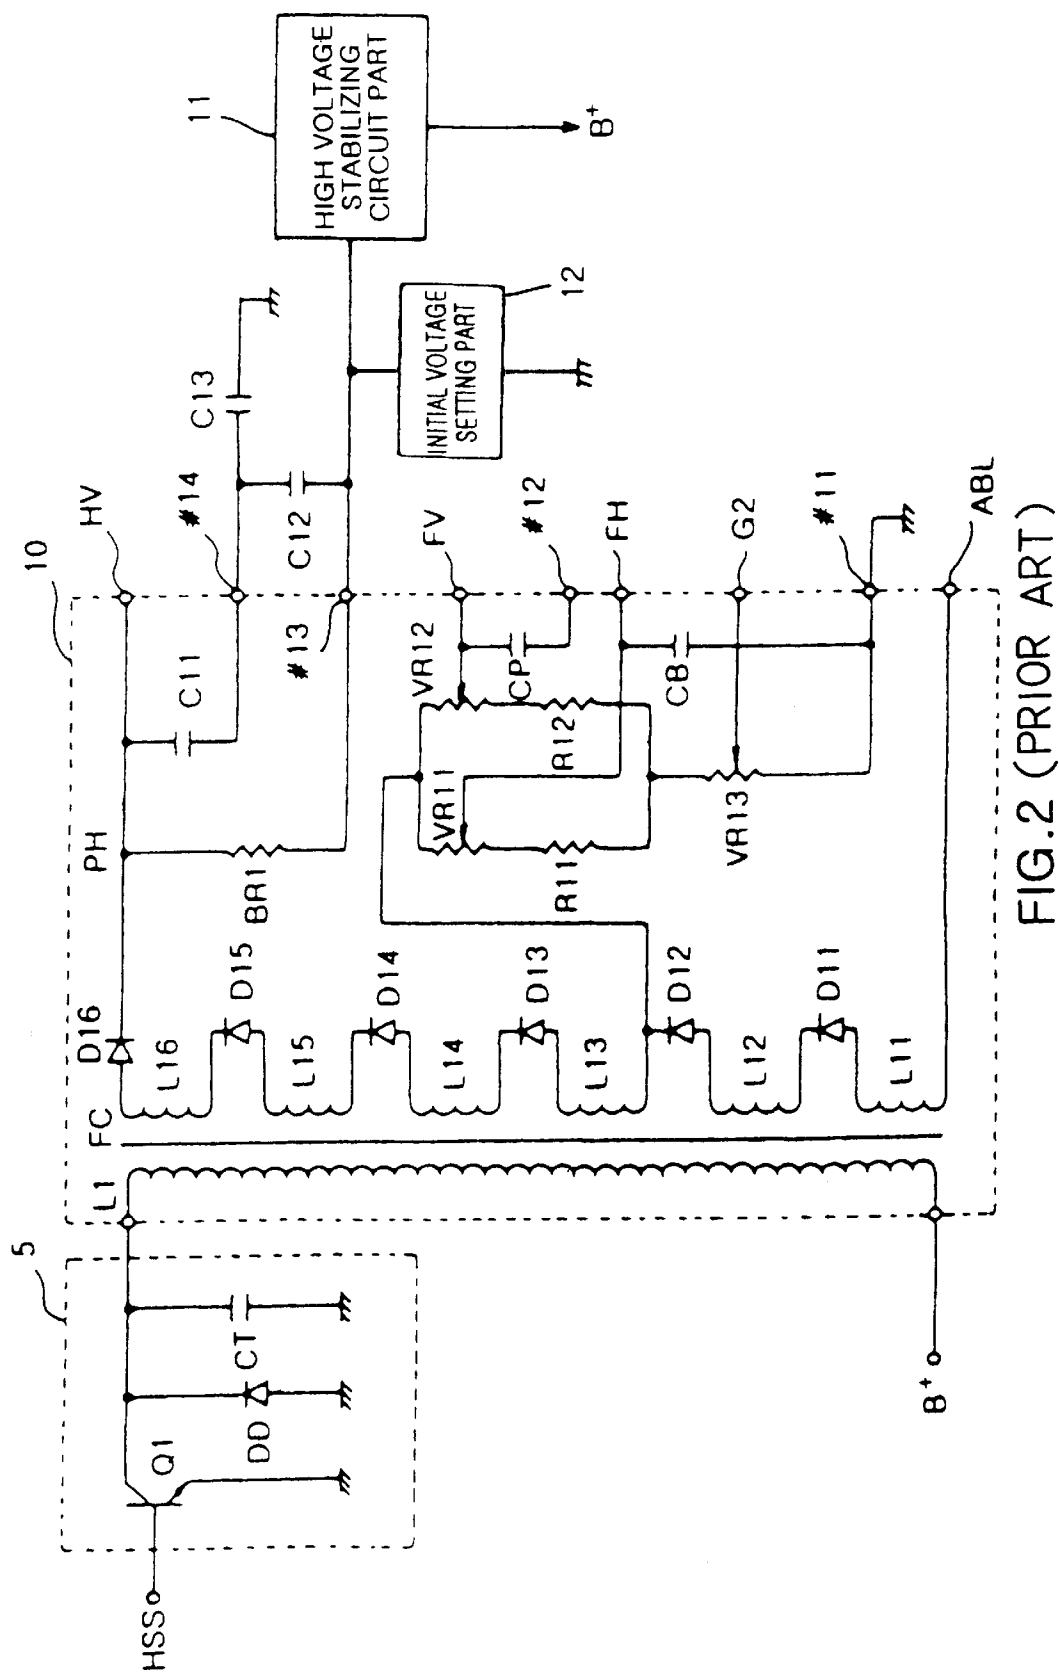 10
HV
#14
C11
C13
11
HIGH VOLTAGE
STABILIZING
CIRCUIT PART
B+
5
L1
FC
D16
PH
L16
BR1
#13
C12
INITIAL VOLTAGE
SETTING PART
12
HSS
Q1
DD
CT
D15
L15
D14
L14
D13
L13
D12
L12
D11
L11
VR11
VR12
FV
CP
#12
R11
R12
FH
CB
G2
VR13
#11
ABL
B+
FIG.2 (PRIOR ART)